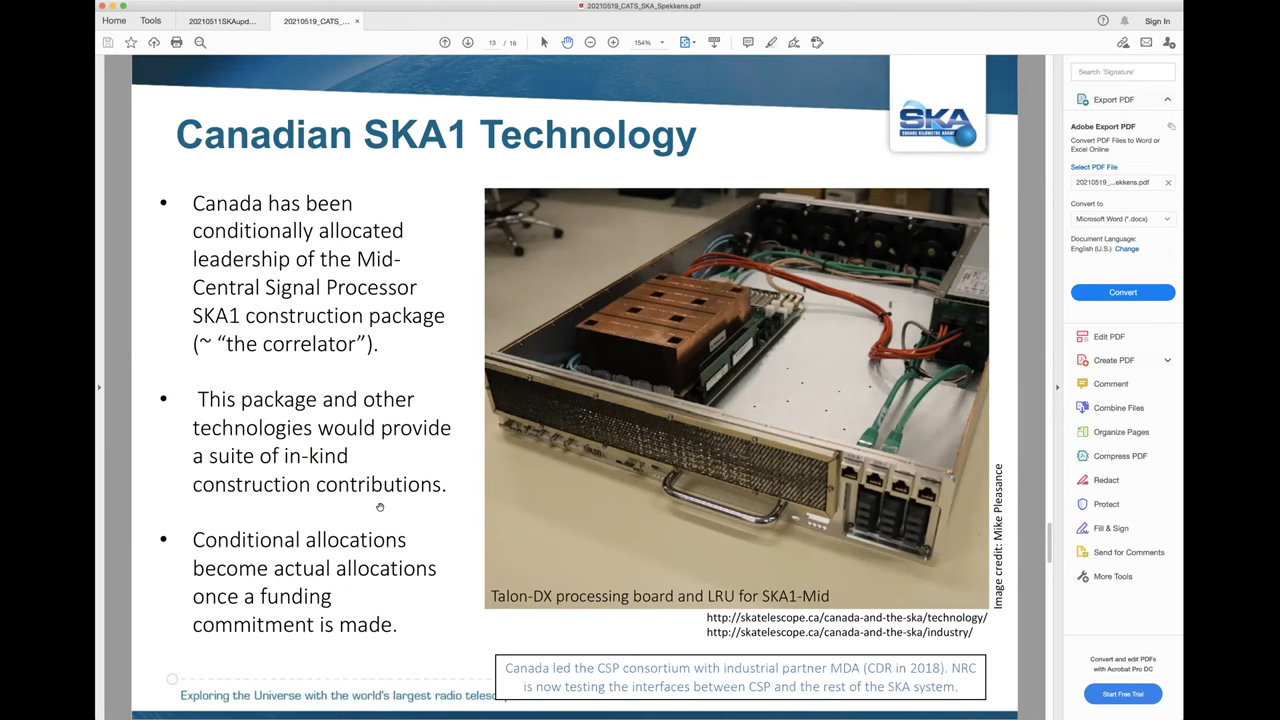 20210519_CATS_SKA_Spekkens.pdf
Home
Tools
20210511SKAupd...
20210519_CATS_...
×
Sign In
13 / 16
154%
Canadian SKA1 Technology
SKA
SQUARE KILOMETRE ARRAY
• Canada has been
conditionally allocated
leadership of the Mid-
Central Signal Processor
SKA1 construction package
(~ “the correlator”).
• This package and other
technologies would provide
a suite of in-kind
construction contributions.
• Conditional allocations
become actual allocations
once a funding
commitment is made.
TALON
Talon-DX processing board and LRU for SKA1-Mid
Image credit: Mike Pleasance
http://skatelescope.ca/canada-and-the-ska/technology/
http://skatelescope.ca/canada-and-the-ska/industry/
Canada led the CSP consortium with industrial partner MDA (CDR in 2018). NRC
is now testing the interfaces between CSP and the rest of the SKA system.
Exploring the Universe with the world's largest radio telesc
Search 'Signature'
Export PDF
Adobe Export PDF
Convert PDF Files to Word or
Excel Online
Select PDF File
20210519_...ekkens.pdf
Convert to
Microsoft Word (*.docx)
Document Language:
English (U.S.) Change
Convert
Edit PDF
Create PDF
Comment
Combine Files
Organize Pages
Compress PDF
Redact
Protect
Fill & Sign
Send for Comments
More Tools
Convert and edit PDFs
with Acrobat Pro DC
Start Free Trial